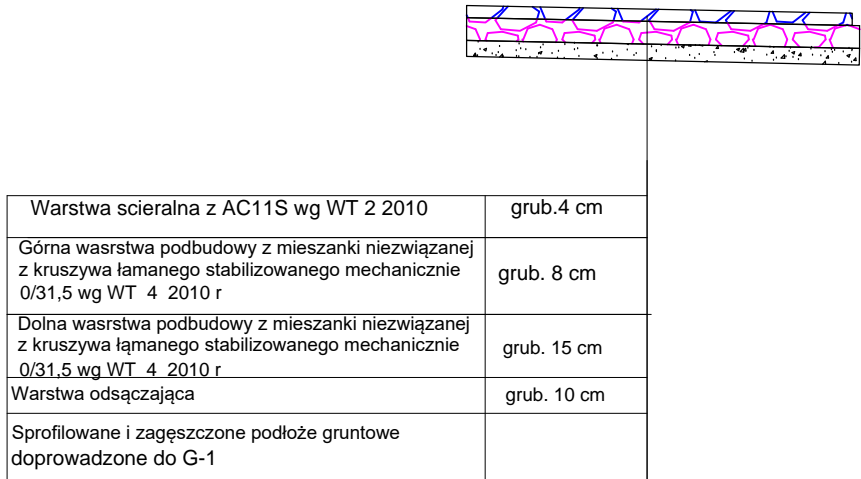 Warstwa scieralna z AC11S wg WT 2 2010
grub.4 cm
Górna wasrstwa podbudowy z mieszanki niezwiązanej
z kruszywa łamanego stabilizowanego mechanicznie
0/31,5 wg WT 4 2010 r
grub. 8 cm
Dolna wasrstwa podbudowy z mieszanki niezwiązanej
z kruszywa łąmanego stabilizowanego mechanicznie
0/31,5 wg WT 4 2010 r
grub. 15 cm
Warstwa odsączająca
grub. 10 cm
Sprofilowane i zagęszczone podłoże gruntowe
doprowadzone do G-1